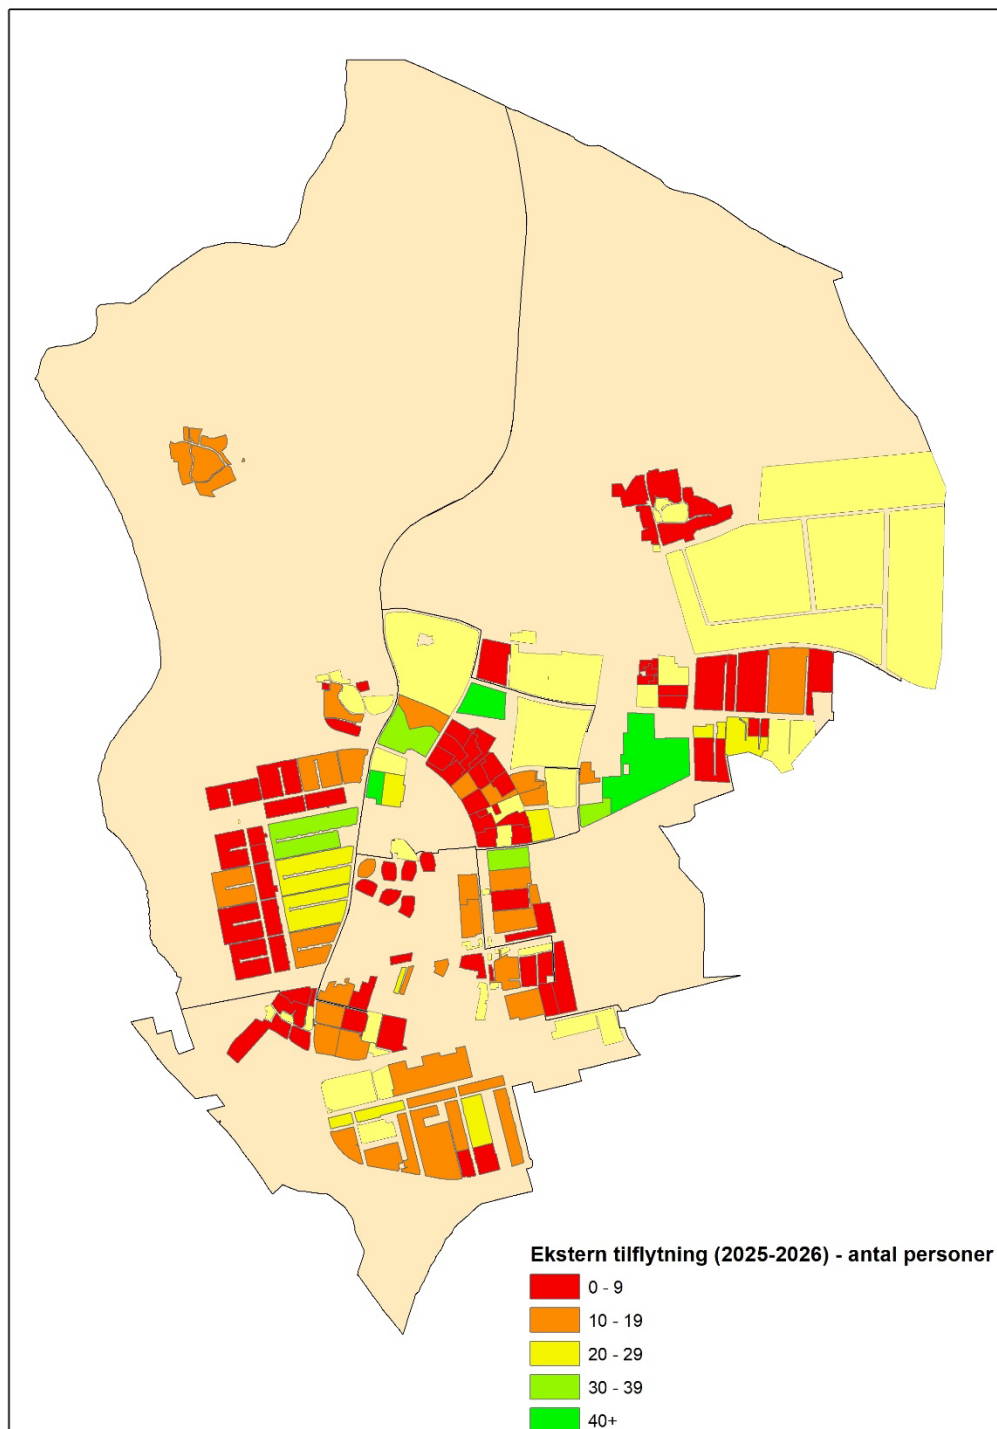 Ekstern tilflytning (2025-2026) - antal personer
0 - 9
10 - 19
20 - 29
30 - 39
40+